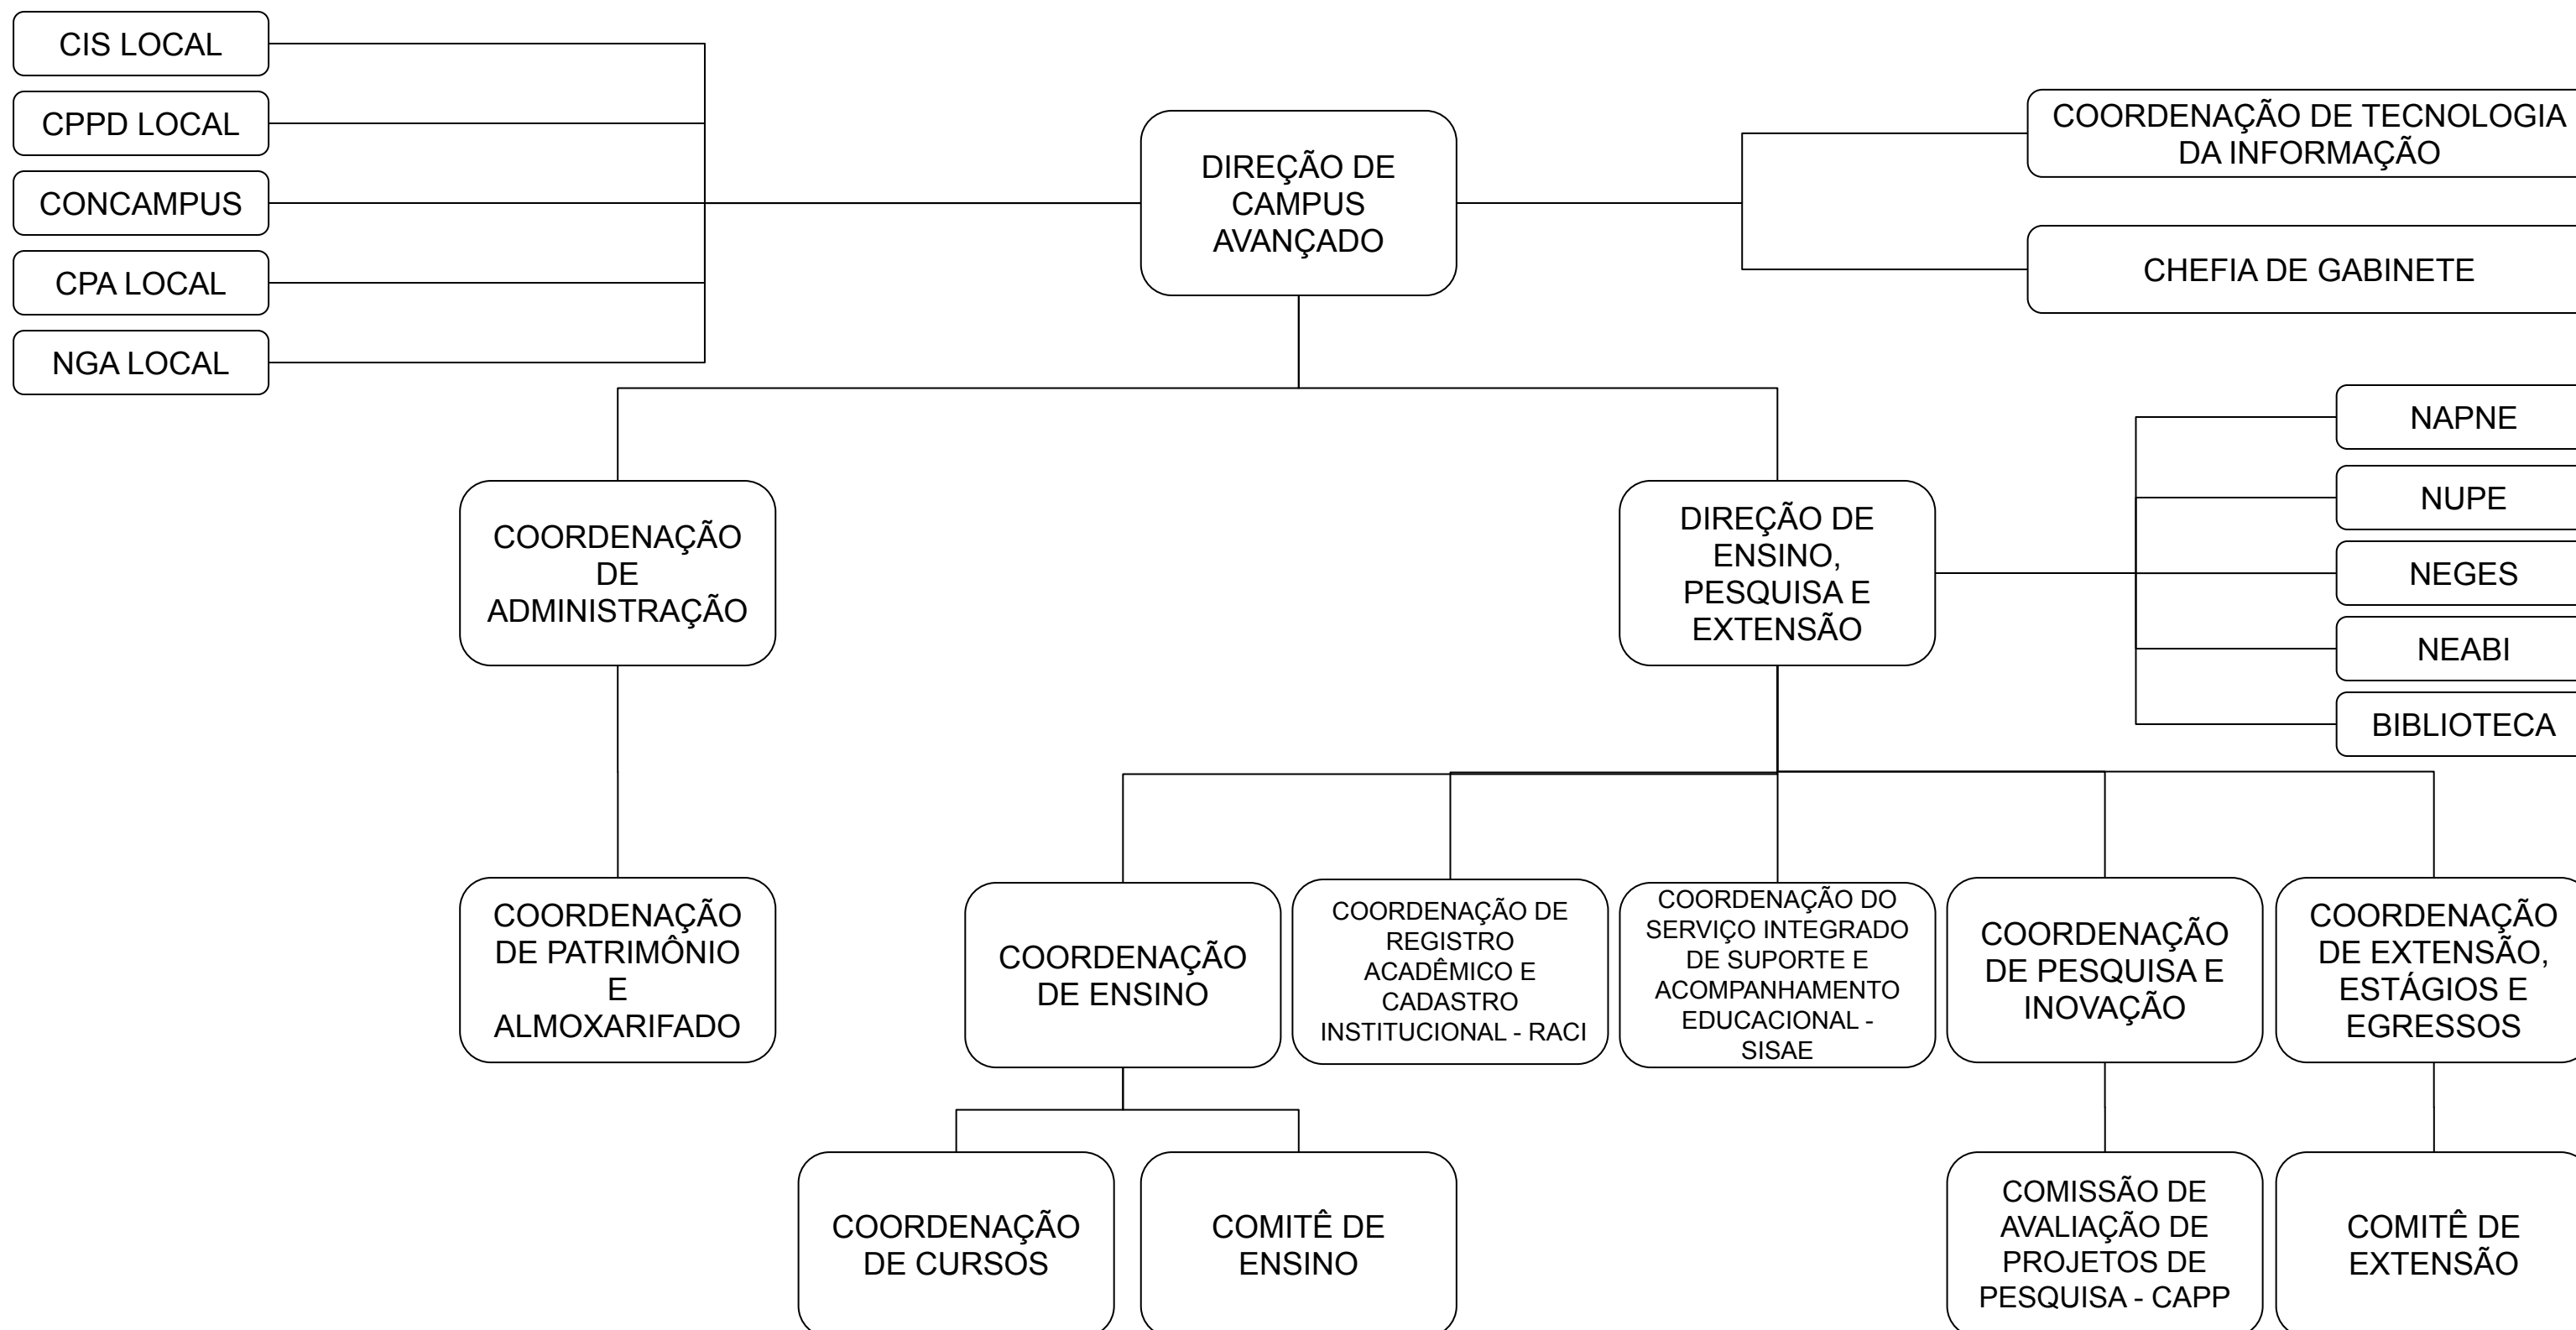 CIS LOCAL
CPPD LOCAL
CONCAMPUS
CPA LOCAL
NGA LOCAL
DIREÇÃO DE
CAMPUS
AVANÇADO
COORDENAÇÃO DE TECNOLOGIA
DA INFORMAÇÃO
CHEFIA DE GABINETE
COORDENAÇÃO
DE
ADMINISTRAÇÃO
DIREÇÃO DE
ENSINO,
PESQUISA E
EXTENSÃO
NAPNE
NUPE
NEGES
NEABI
BIBLIOTECA
COORDENAÇÃO
DE PATRIMÔNIO
E
ALMOXARIFADO
COORDENAÇÃO
DE ENSINO
COORDENAÇÃO DE
REGISTRO
ACADÊMICO E
CADASTRO
INSTITUCIONAL - RACI
COORDENAÇÃO DO
SERVIÇO INTEGRADO
DE SUPORTE E
ACOMPANHAMENTO
EDUCACIONAL -
SISAE
COORDENAÇÃO
DE PESQUISA E
INOVAÇÃO
COORDENAÇÃO
DE EXTENSÃO,
ESTÁGIOS E
EGRESSOS
COORDENAÇÃO
DE CURSOS
COMITÊ DE
ENSINO
COMISSÃO DE
AVALIAÇÃO DE
PROJETOS DE
PESQUISA - CAPP
COMITÊ DE
EXTENSÃO